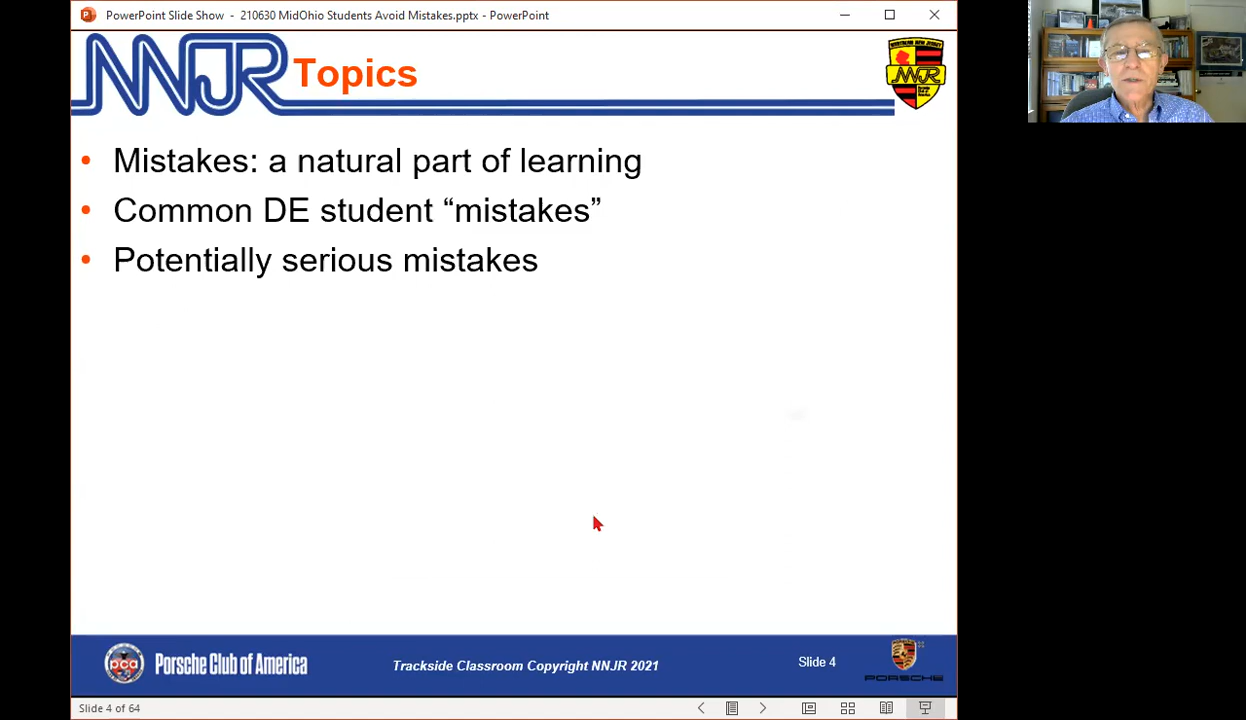 PowerPoint Slide Show - 210630 MidOhio Students Avoid Mistakes.pptx - PowerPoint
NNJR
Topics
NNJR
• Mistakes: a natural part of learning
• Common DE student “mistakes”
• Potentially serious mistakes
pca
Porsche Club of America
Trackside Classroom Copyright NNJR 2021
Slide 4
PORSCHE
Slide 4 of 64